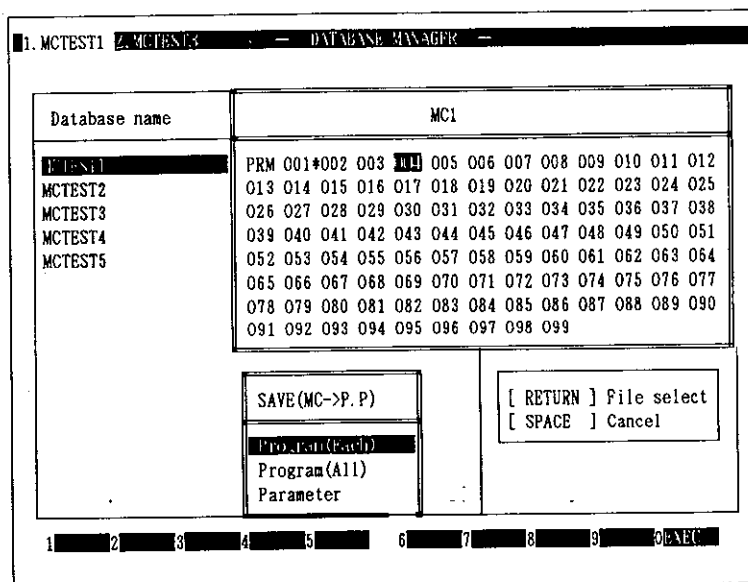 1. MCTEST1 2. MCTEST3 — DATABASE MANAGER —
Database name
MC1
MCTEST1
MCTEST2
MCTEST3
MCTEST4
MCTEST5
PRM 001*002 003 004 005 006 007 008 009 010 011 012
013 014 015 016 017 018 019 020 021 022 023 024 025
026 027 028 029 030 031 032 033 034 035 036 037 038
039 040 041 042 043 044 045 046 047 048 049 050 051
052 053 054 055 056 057 058 059 060 061 062 063 064
065 066 067 068 069 070 071 072 073 074 075 076 077
078 079 080 081 082 083 084 085 086 087 088 089 090
091 092 093 094 095 096 097 098 099
SAVE(MC->P.P)
Program(Each)
Program(All)
Parameter
[ RETURN ] File select
[ SPACE ] Cancel
1 2 3 4 5 6 7 8 9 0 EXEC